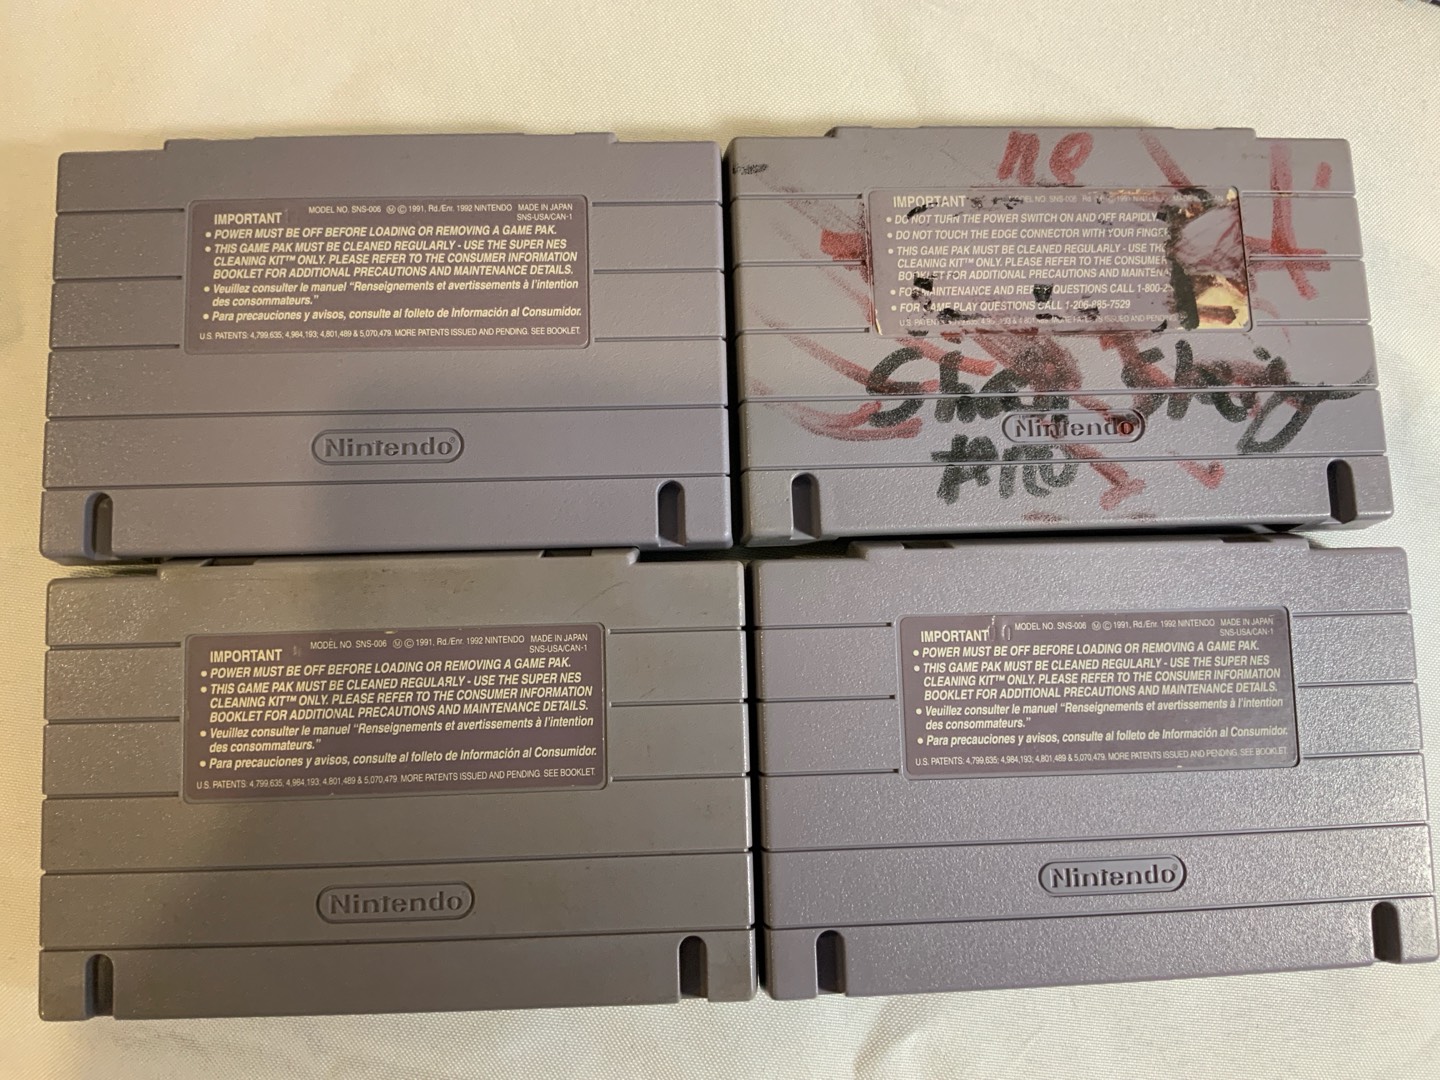 IMPORTANT
MODEL NO. SNS-006 Ⓜ © 1991, Rd./Enr. 1992 NINTENDO MADE IN JAPAN
SNS-USA/CAN-1
• POWER MUST BE OFF BEFORE LOADING OR REMOVING A GAME PAK.
• THIS GAME PAK MUST BE CLEANED REGULARLY - USE THE SUPER NES
CLEANING KIT™ ONLY. PLEASE REFER TO THE CONSUMER INFORMATION
BOOKLET FOR ADDITIONAL PRECAUTIONS AND MAINTENANCE DETAILS.
• Veuillez consulter le manuel “Renseignements et avertissements à l'intention
des consommateurs.”
• Para precauciones y avisos, consulte al folleto de Información al Consumidor.
U.S. PATENTS: 4,799,635; 4,984,193; 4,801,489 & 5,070,479. MORE PATENTS ISSUED AND PENDING. SEE BOOKLET.
Nintendo®
no
IMPORTANT
• DO NOT TURN THE POWER SWITCH ON AND OFF RAPIDLY
• DO NOT TOUCH THE EDGE CONNECTOR WITH YOUR
• THIS GAME PAK MUST BE CLEANED REGULARLY - USE
CLEANING KIT™ ONLY. PLEASE REFER TO THE CONSUMER
BOOKLET FOR ADDITIONAL PRECAUTIONS AND
• FOR MAINTENANCE AND QUESTIONS CALL 1-800-2
• FOR GAME PLAY QUESTIONS CALL 1-206-885-7529
U.S.
Nintendo®
IMPORTANT
MODEL NO. SNS-006 Ⓜ © 1991, Rd./Enr. 1992 NINTENDO MADE IN JAPAN
SNS-USA/CAN-1
• POWER MUST BE OFF BEFORE LOADING OR REMOVING A GAME PAK.
• THIS GAME PAK MUST BE CLEANED REGULARLY - USE THE SUPER NES
CLEANING KIT™ ONLY. PLEASE REFER TO THE CONSUMER INFORMATION
BOOKLET FOR ADDITIONAL PRECAUTIONS AND MAINTENANCE DETAILS.
• Veuillez consulter le manuel “Renseignements et avertissements à l'intention
des consommateurs.”
• Para precauciones y avisos, consulte al folleto de Información al Consumidor.
U.S. PATENTS: 4,799,635; 4,984,193; 4,801,489 & 5,070,479. MORE PATENTS ISSUED AND PENDING. SEE BOOKLET.
Nintendo®
IMPORTANT
MODEL NO. SNS-006 Ⓜ © 1991, Rd./Enr. 1992 NINTENDO MADE IN JAPAN
SNS-USA/CAN-1
• POWER MUST BE OFF BEFORE LOADING OR REMOVING A GAME PAK.
• THIS GAME PAK MUST BE CLEANED REGULARLY - USE THE SUPER NES
CLEANING KIT™ ONLY. PLEASE REFER TO THE CONSUMER INFORMATION
BOOKLET FOR ADDITIONAL PRECAUTIONS AND MAINTENANCE DETAILS.
• Veuillez consulter le manuel “Renseignements et avertissements à l'intention
des consommateurs.”
• Para precauciones y avisos, consulte al folleto de Información al Consumidor.
U.S. PATENTS: 4,799,635; 4,984,193; 4,801,489 & 5,070,479. MORE PATENTS ISSUED AND PENDING. SEE BOOKLET.
Nintendo®